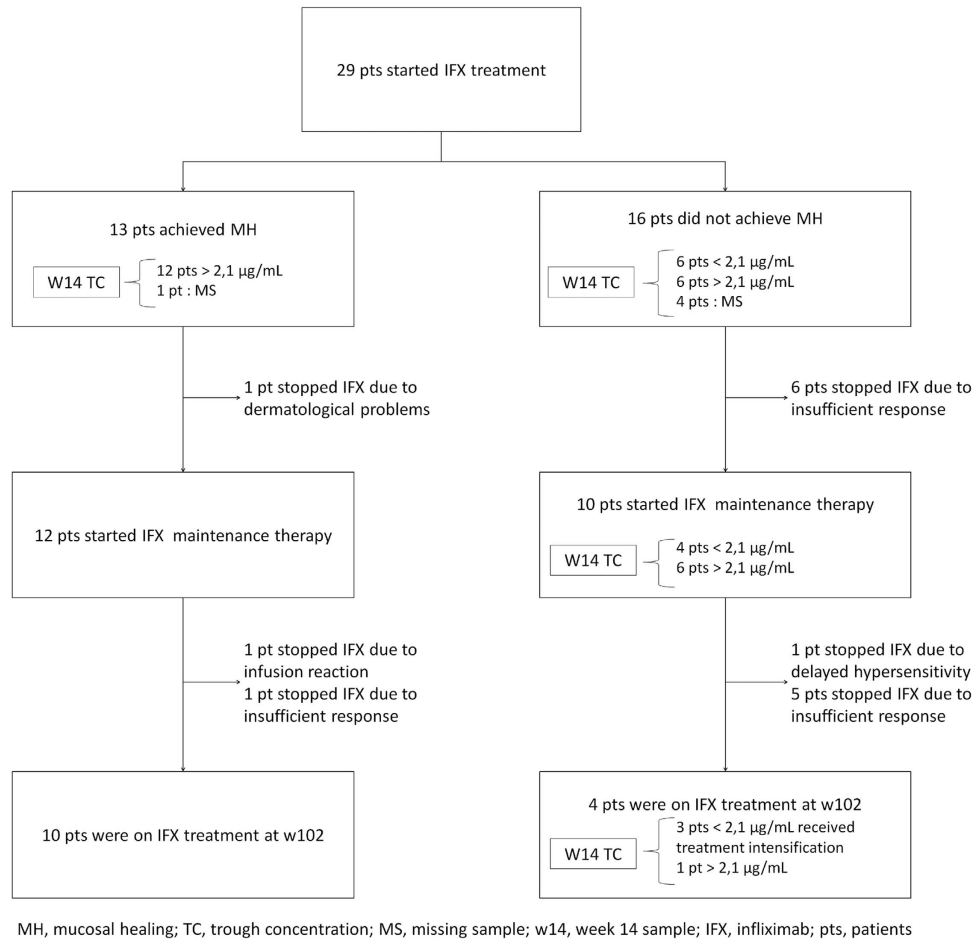 29 pts started IFX treatment
13 pts achieved MH
W14 TC
12 pts > 2,1 µg/mL
1 pt : MS
16 pts did not achieve MH
W14 TC
6 pts < 2,1 µg/mL
6 pts > 2,1 µg/mL
4 pts : MS
1 pt stopped IFX due to
dermatological problems
6 pts stopped IFX due to
insufficient response
12 pts started IFX  maintenance therapy
10 pts started IFX  maintenance therapy
W14 TC
4 pts < 2,1 µg/mL
6 pts > 2,1 µg/mL
1 pt stopped IFX due to
infusion reaction
1 pt stopped IFX due to
insufficient response
1 pt stopped IFX due to
delayed hypersensitivity
5 pts stopped IFX due to
insufficient response
10 pts were on IFX treatment at w102
4 pts were on IFX treatment at w102
W14 TC
3 pts < 2,1 µg/mL received
treatment intensification
1 pt > 2,1 µg/mL
MH, mucosal healing; TC, trough concentration; MS, missing sample; w14, week 14 sample; IFX, infliximab; pts, patients